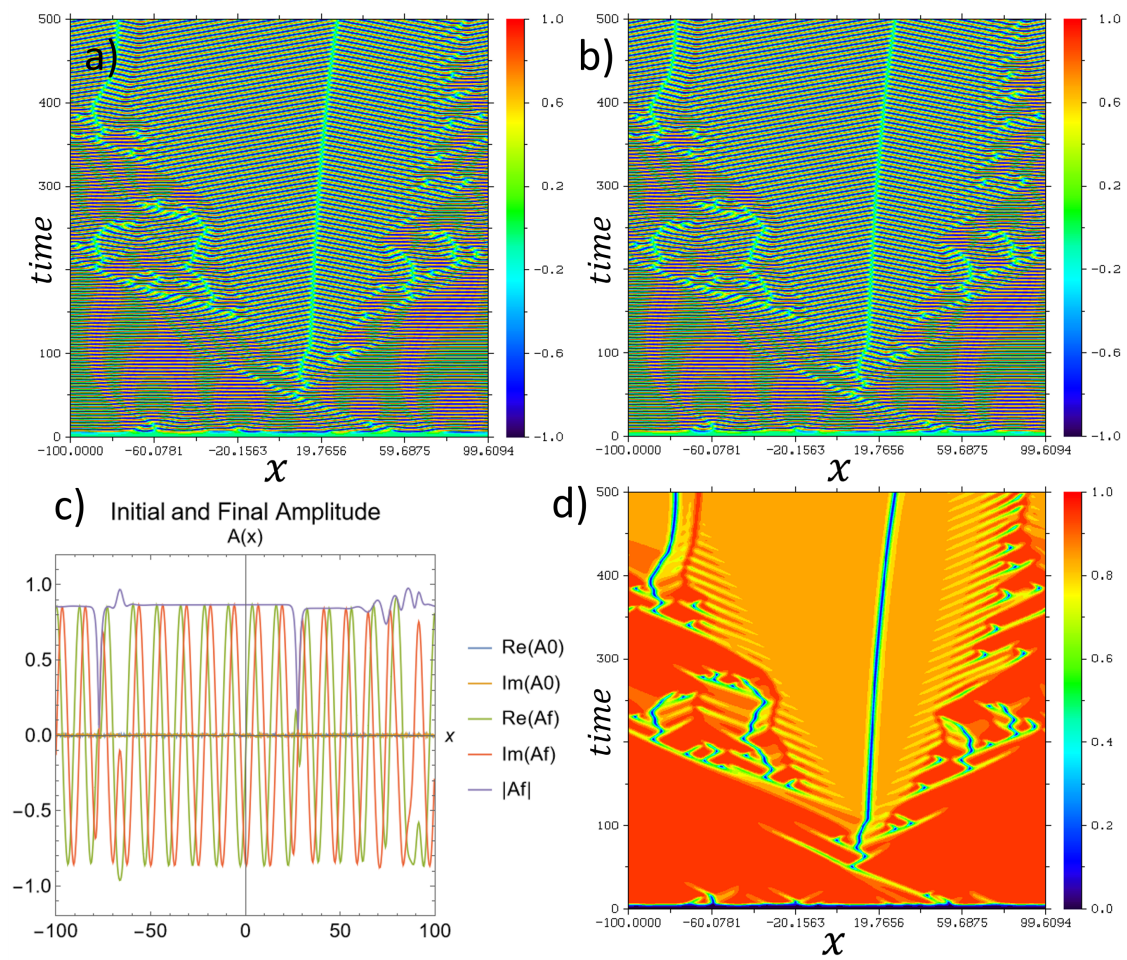 a)
500
400
300
200
100
0
time
-100.0000 -60.0781 -20.1563 19.7656 59.6875 99.6094
x
1.0
0.6
0.2
-0.2
-0.6
-1.0
b)
500
400
300
200
100
0
time
-100.0000 -60.0781 -20.1563 19.7656 59.6875 99.6094
x
1.0
0.6
0.2
-0.2
-0.6
-1.0
c)
Initial and Final Amplitude
A(x)
1.0
0.5
0.0
−0.5
−1.0
−100 −50 0 50 100
x
Re(A0)
Im(A0)
Re(Af)
Im(Af)
|Af|
d)
500
400
300
200
100
0
time
-100.0000 -60.0781 -20.1563 19.7656 59.6875 99.6094
x
1.0
0.8
0.6
0.4
0.2
0.0